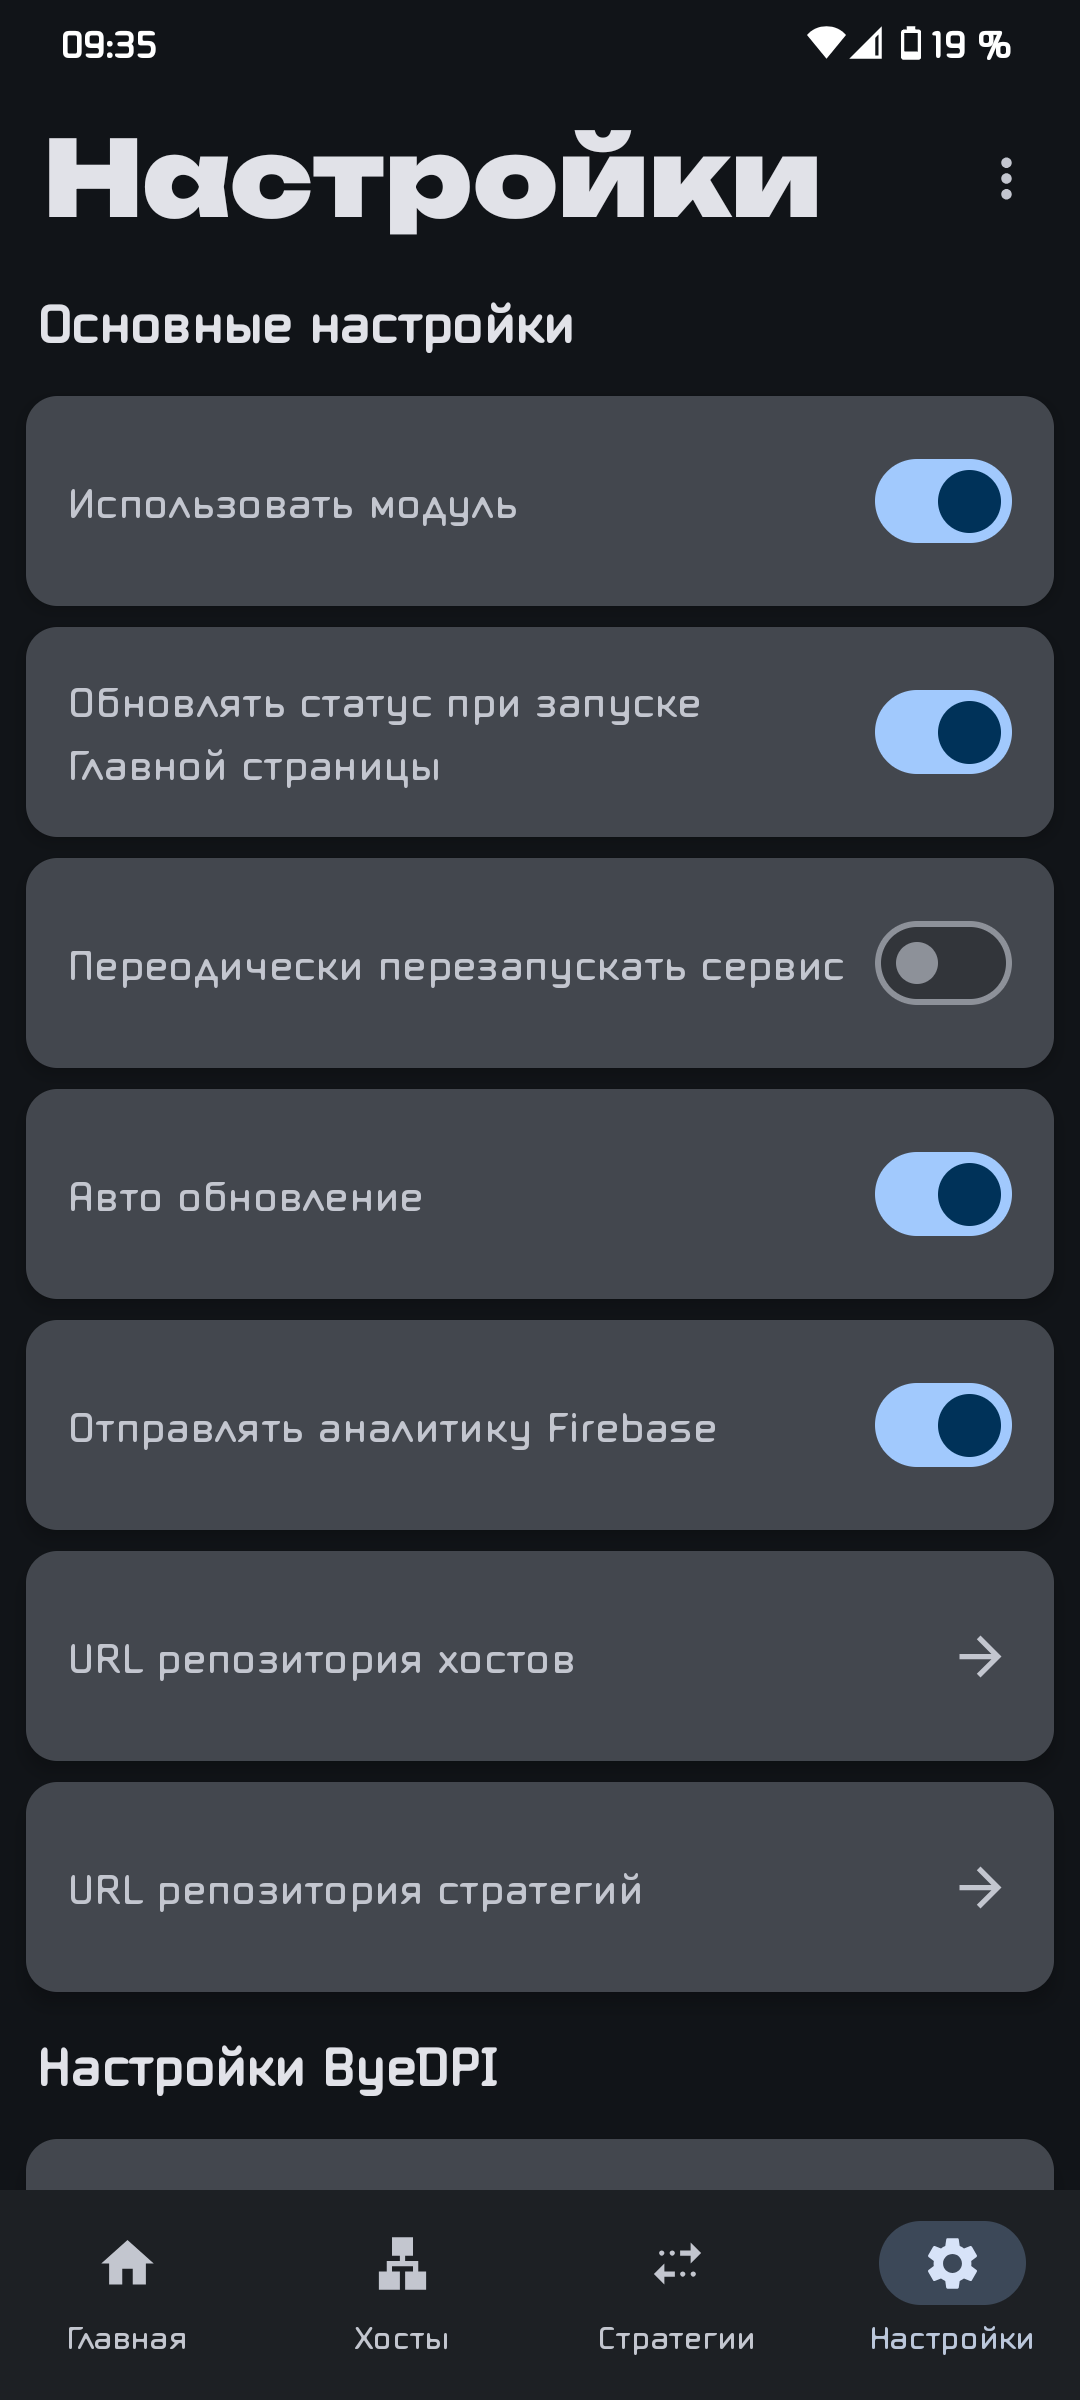 09:35
19 %
Настройки
Основные настройки
Использовать модуль
Обновлять статус при запуске
Главной страницы
Переодически перезапускать сервис
Авто обновление
Отправлять аналитику Firebase
URL репозитория хостов
URL репозитория стратегий
Настройки ByeDPI
Главная
Хосты
Стратегии
Настройки